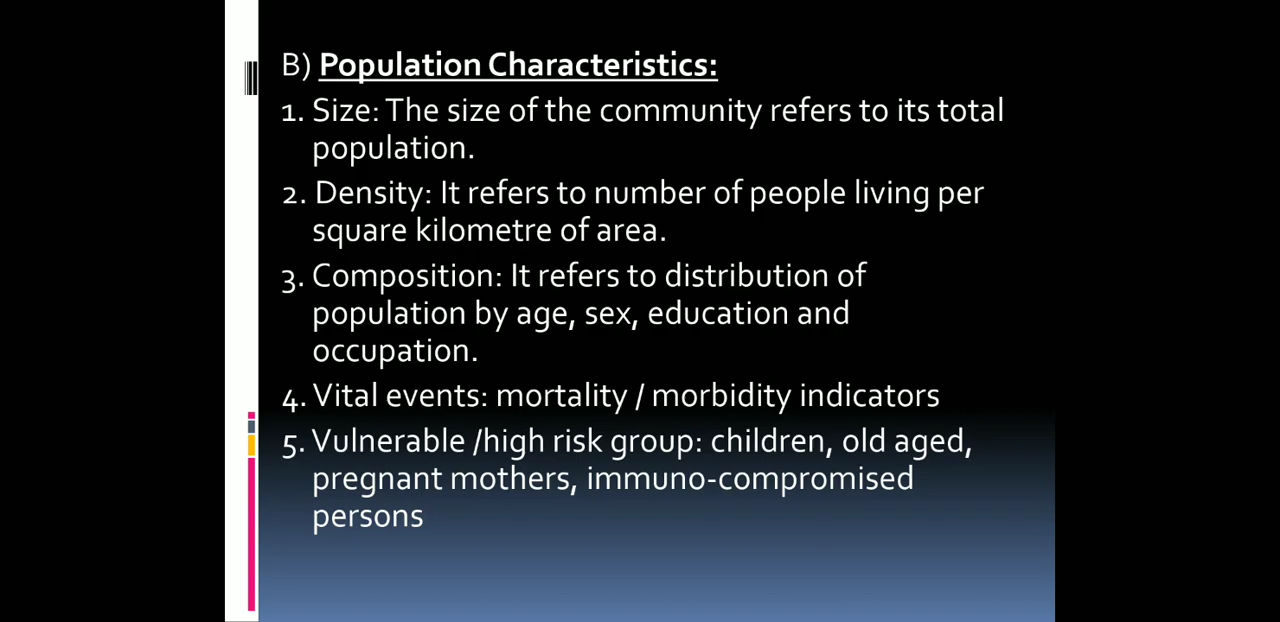 B) Population Characteristics:
1. Size: The size of the community refers to its total
population.
2. Density: It refers to number of people living per
square kilometre of area.
3. Composition: It refers to distribution of
population by age, sex, education and
occupation.
4. Vital events: mortality / morbidity indicators
5. Vulnerable /high risk group: children, old aged,
pregnant mothers, immuno-compromised
persons